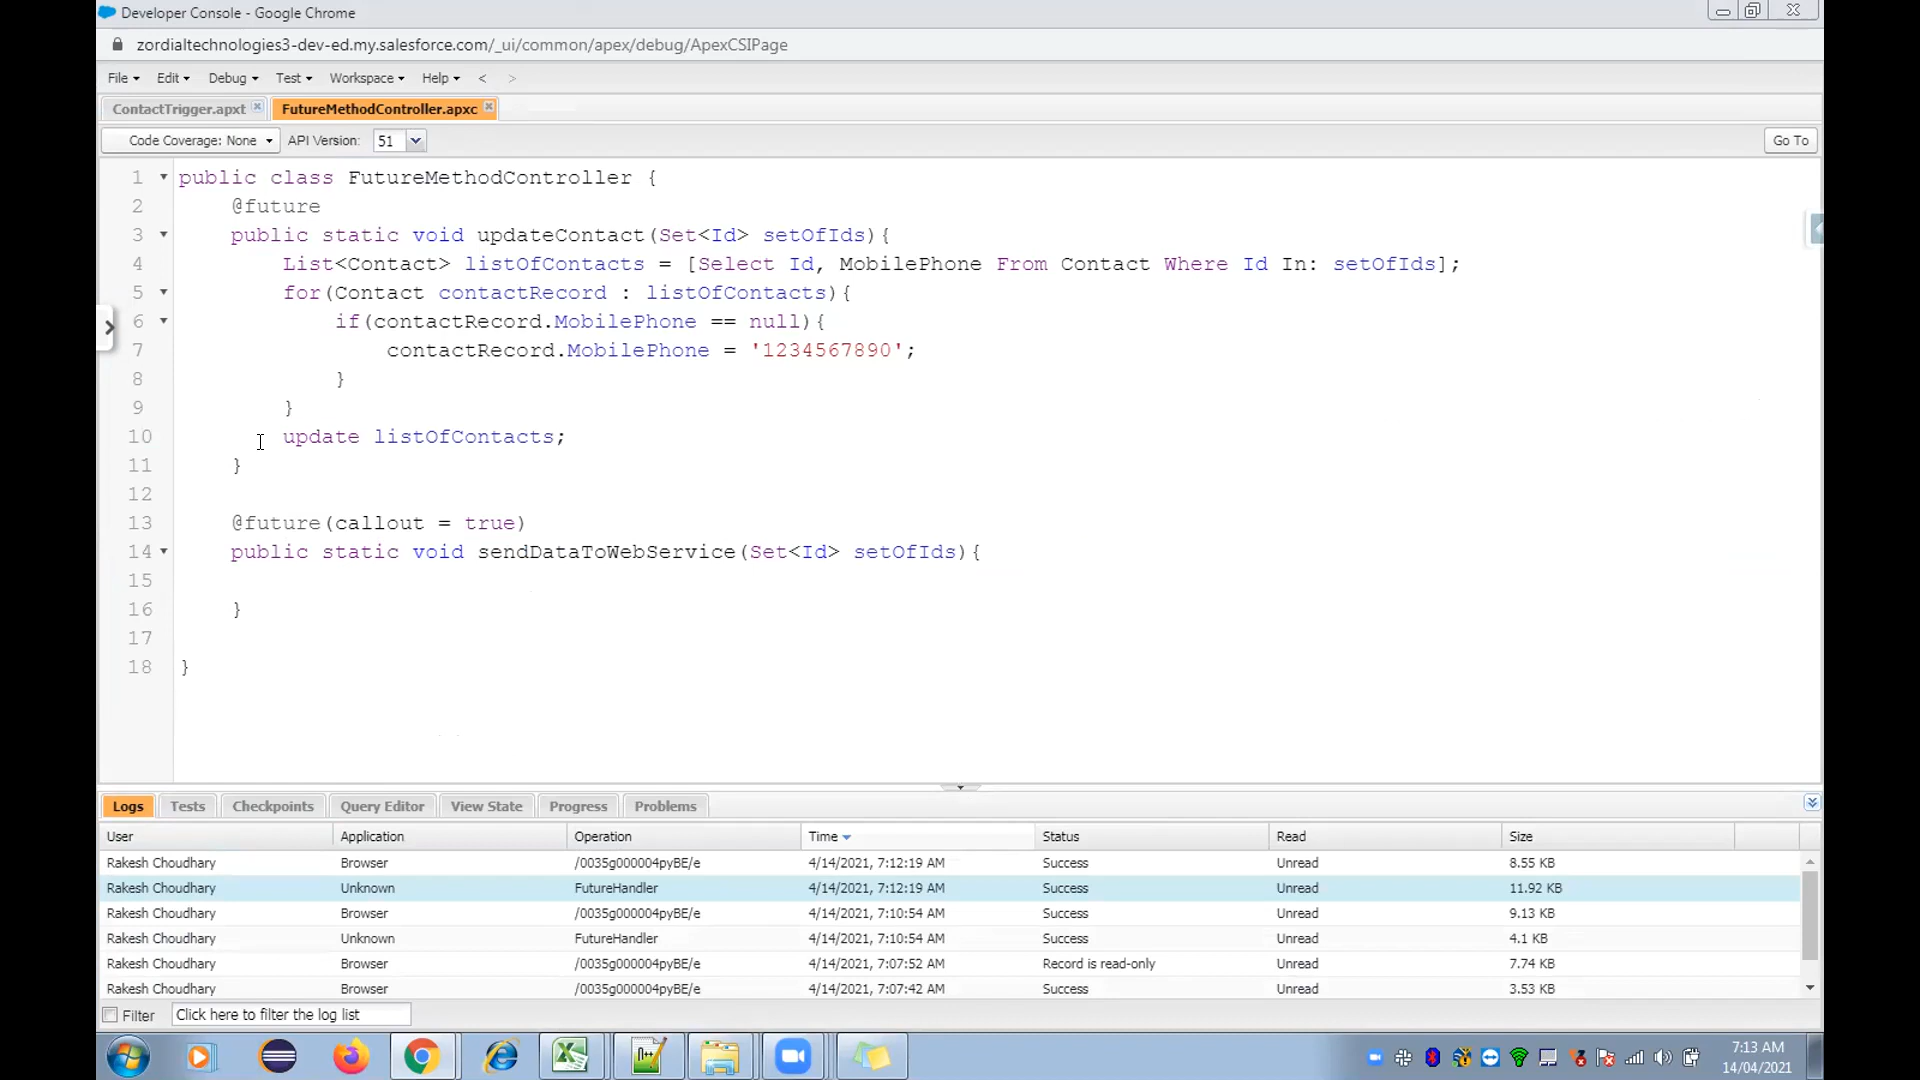 Developer Console - Google Chrome
zordialtechnologies3-dev-ed.my.salesforce.com/_ui/common/apex/debug/ApexCSIPage
File Edit Debug Test Workspace Help < >
ContactTrigger.apxt FutureMethodController.apxc
Code Coverage: None API Version: 51 Go To
1 public class FutureMethodController {
2 @future
3 public static void updateContact(Set<Id> setOfIds){
4 List<Contact> listOfContacts = [Select Id, MobilePhone From Contact Where Id In: setOfIds];
5 for(Contact contactRecord : listOfContacts){
6 if(contactRecord.MobilePhone == null){
7 contactRecord.MobilePhone = '1234567890';
8 }
9 }
10 update listOfContacts;
11 }
12
13 @future(callout = true)
14 public static void sendDataToWebService(Set<Id> setOfIds){
15
16 }
17
18 }
Logs Tests Checkpoints Query Editor View State Progress Problems
User Application Operation Time Status Read Size
Rakesh Choudhary Browser /0035g000004pyBE/e 4/14/2021, 7:12:19 AM Success Unread 8.55 KB
Rakesh Choudhary Unknown FutureHandler 4/14/2021, 7:12:19 AM Success Unread 11.92 KB
Rakesh Choudhary Browser /0035g000004pyBE/e 4/14/2021, 7:10:54 AM Success Unread 9.13 KB
Rakesh Choudhary Unknown FutureHandler 4/14/2021, 7:10:54 AM Success Unread 4.1 KB
Rakesh Choudhary Browser /0035g000004pyBE/e 4/14/2021, 7:07:52 AM Record is read-only Unread 7.74 KB
Rakesh Choudhary Browser /0035g000004pyBE/e 4/14/2021, 7:07:42 AM Success Unread 3.53 KB
Filter Click here to filter the log list
7:13 AM
14/04/2021